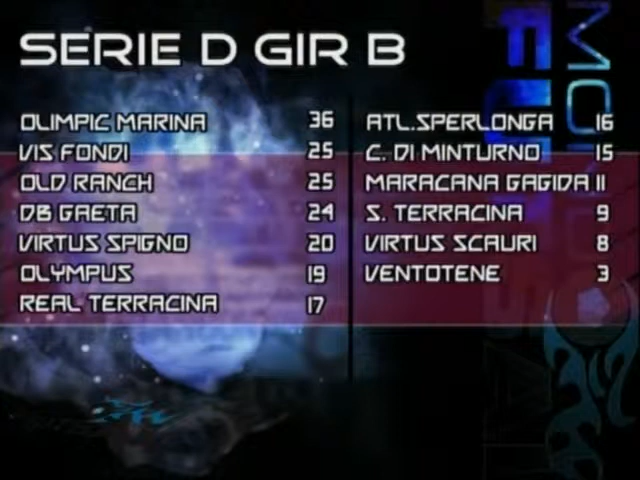 SERIE D GIR B
OLIMPIC MARINA 36
VIS FONDI 25
OLD RANCH 25
DB GAETA 24
VIRTUS SPIGNO 20
OLYMPUS 19
REAL TERRACINA 17
ATL.SPERLONGA 16
C. DI MINTURNO 15
MARACANA GAGIDA 11
S. TERRACINA 9
VIRTUS SCAURI 8
VENTOTENE 3